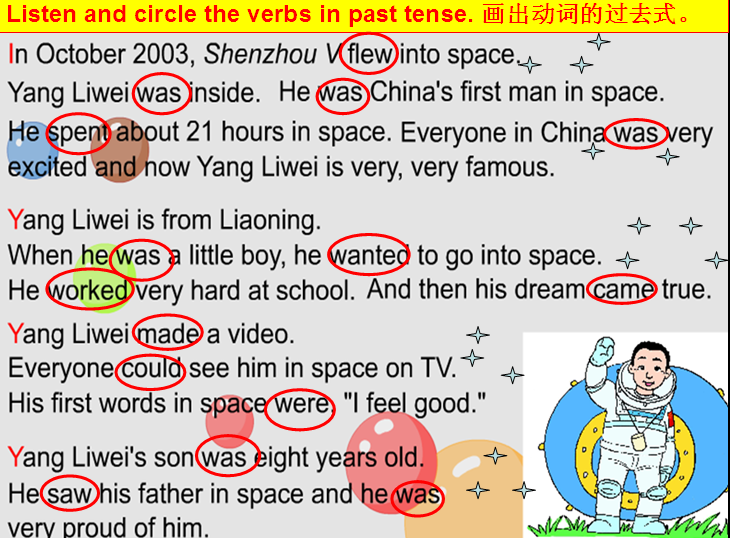 Listen and circle the verbs in past tense. 画出动词的过去式。
In October 2003, Shenzhou V flew into space.
Yang Liwei was inside. He was China's first man in space.
He spent about 21 hours in space. Everyone in China was very
excited and now Yang Liwei is very, very famous.
Yang Liwei is from Liaoning.
When he was a little boy, he wanted to go into space.
He worked very hard at school. And then his dream came true.
Yang Liwei made a video.
Everyone could see him in space on TV.
His first words in space were, "I feel good."
Yang Liwei's son was eight years old.
He saw his father in space and he was
very proud of him.